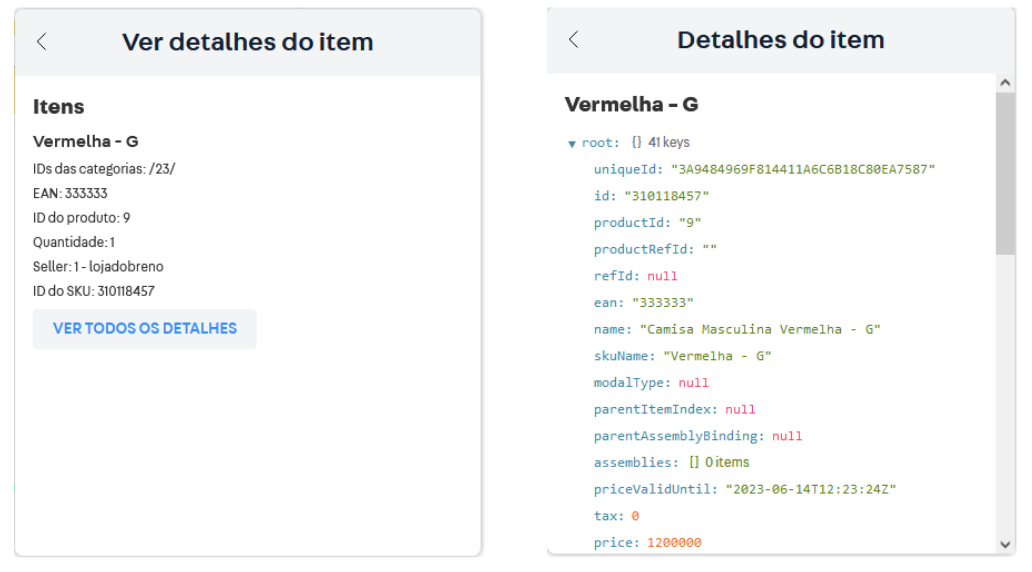 Ver detalhes do item
Itens
Vermelha - G
IDs das categorias: /23/
EAN: 333333
ID do produto: 9
Quantidade: 1
Seller: 1 - lojadobreno
ID do SKU: 310118457
VER TODOS OS DETALHES
Detalhes do item
Vermelha - G
root: {} 41 keys
uniqueId: "3A9484969F814411A6C6B18C80EA7587"
id: "310118457"
productId: "9"
productRefId: ""
refId: null
ean: "333333"
name: "Camisa Masculina Vermelha - G"
skuName: "Vermelha - G"
modalType: null
parentItemIndex: null
parentAssemblyBinding: null
assemblies: [] 0 items
priceValidUntil: "2023-06-14T12:23:24Z"
tax: 0
price: 1200000